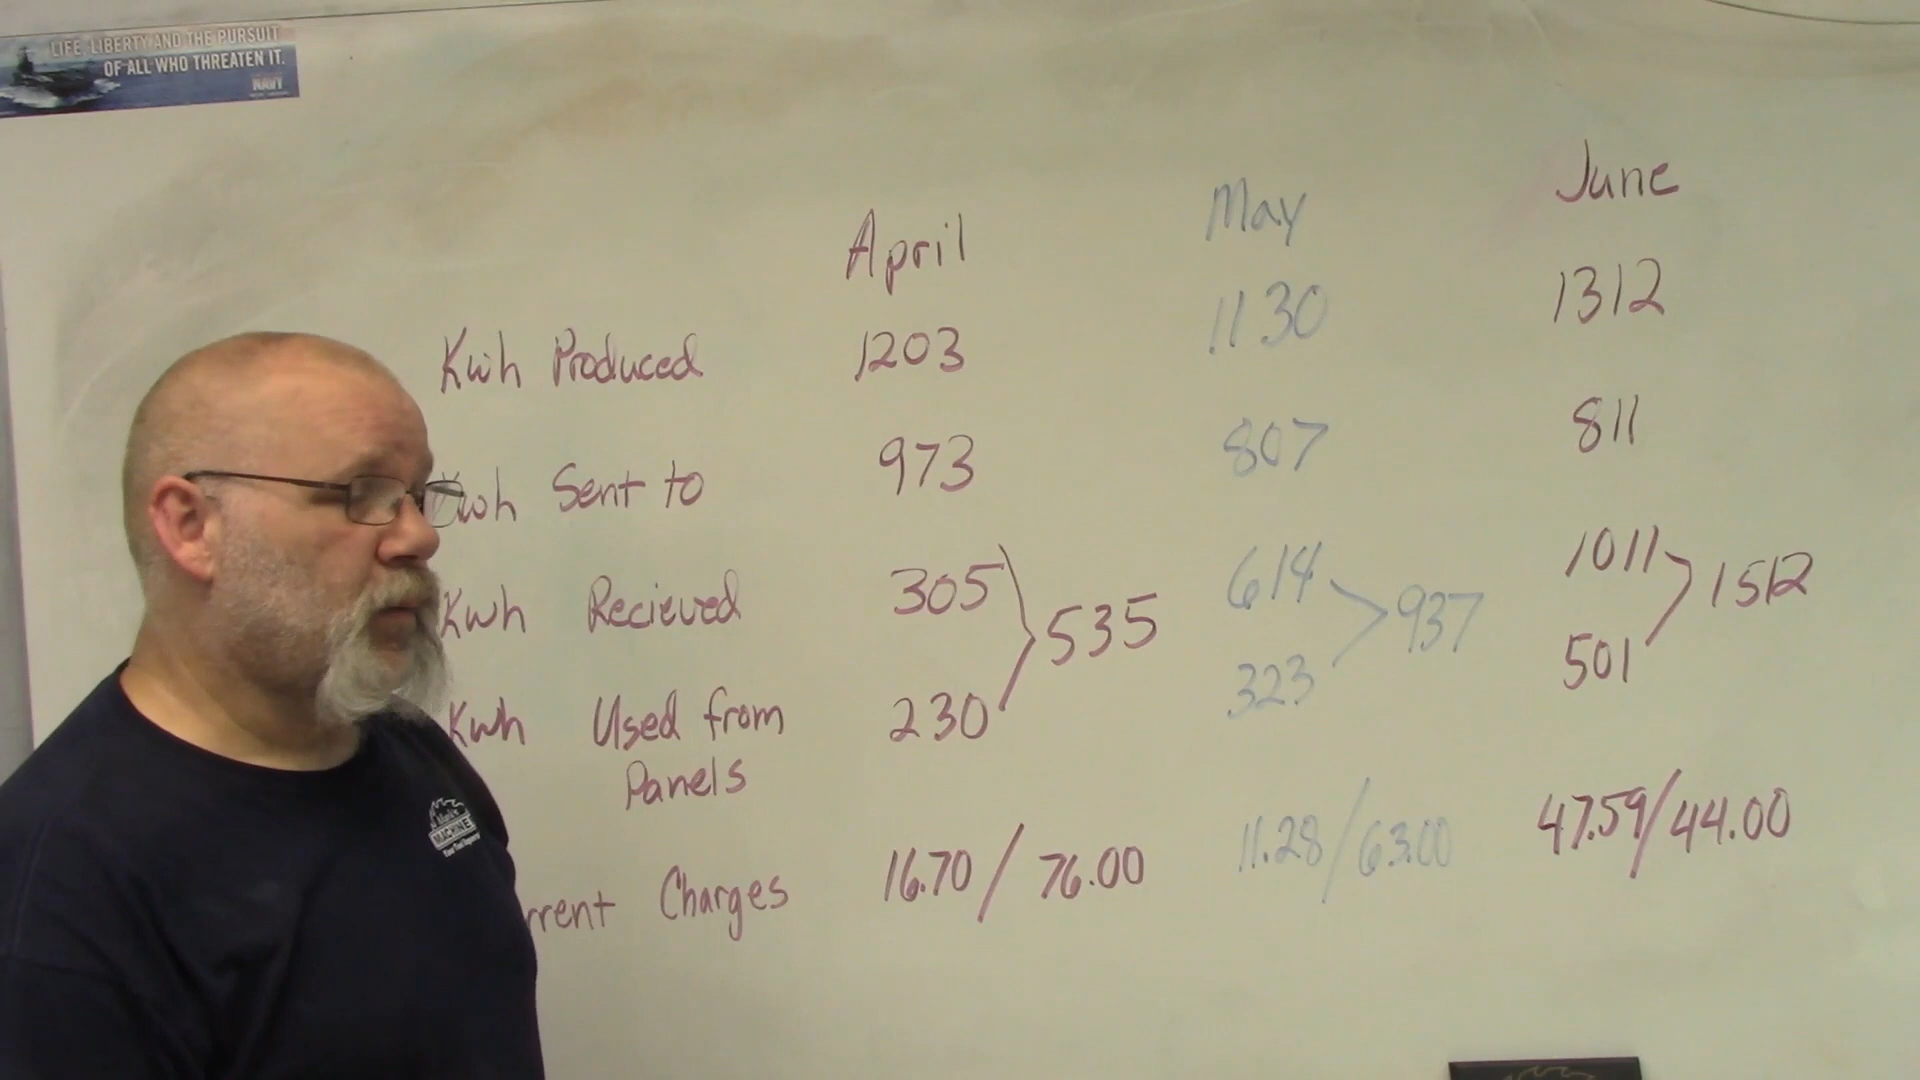 LIFE, LIBERTY AND THE PURSUIT
OF ALL WHO THREATEN IT.
NAVY
April May June
Kwh Produced 1203 1130 1312
Kwh Sent to 973 807 811
Kwh Recieved 305 614 1011
535 937 1512
Kwh Used from 230 323 501
Panels
rrent Charges 16.70 / 76.00 11.28 / 63.00 47.59 / 44.00
MACHINE